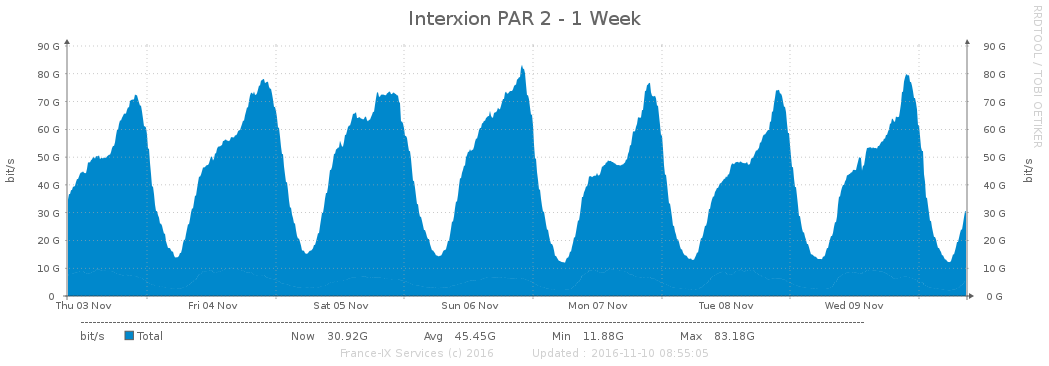 Interxion PAR 2 - 1 Week
RRDTOOL / TOBI OETIKER
90 G 90 G
80 G 80 G
70 G 70 G
60 G 60 G
50 G 50 G
40 G 40 G
30 G 30 G
20 G 20 G
10 G 10 G
0 0 G
bit/s
bit/s
Thu 03 Nov Fri 04 Nov Sat 05 Nov Sun 06 Nov Mon 07 Nov Tue 08 Nov Wed 09 Nov
bit/s Total Now 30.92G Avg 45.45G Min 11.88G Max 83.18G
France-IX Services (c) 2016 Updated : 2016-11-10 08:55:05